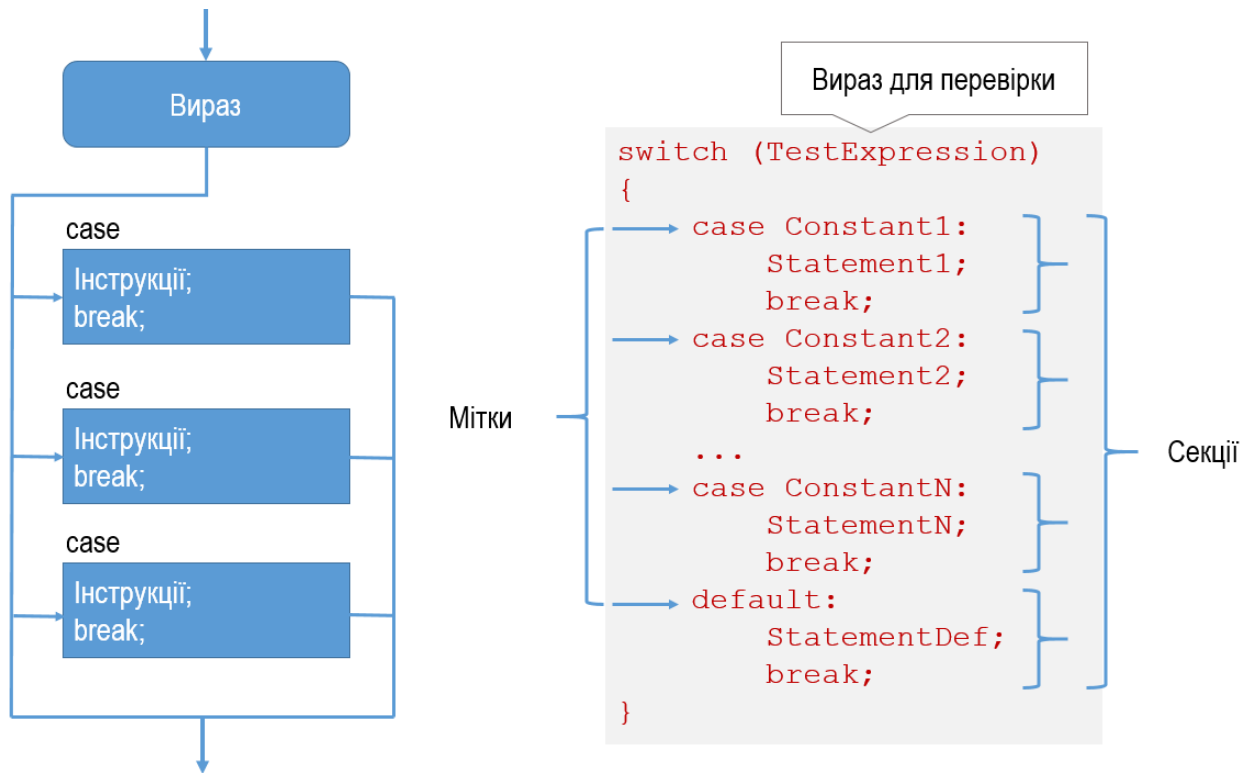 Вираз
case
Інструкції;
break;
case
Інструкції;
break;
case
Інструкції;
break;
Вираз для перевірки
switch (TestExpression)
{
case Constant1:
Statement1;
break;
case Constant2:
Statement2;
break;
...
case ConstantN:
StatementN;
break;
default:
StatementDef;
break;
}
Мітки
Секції